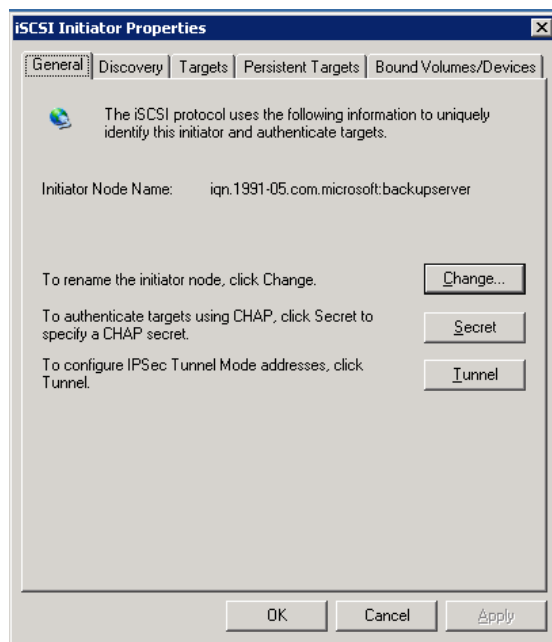 iSCSI Initiator Properties
General Discovery Targets Persistent Targets Bound Volumes/Devices
The iSCSI protocol uses the following information to uniquely
identify this initiator and authenticate targets.
Initiator Node Name: iqn.1991-05.com.microsoft:backupserver
To rename the initiator node, click Change.
Change...
To authenticate targets using CHAP, click Secret to
specify a CHAP secret.
Secret
To configure IPSec Tunnel Mode addresses, click
Tunnel.
Tunnel
OK Cancel Apply